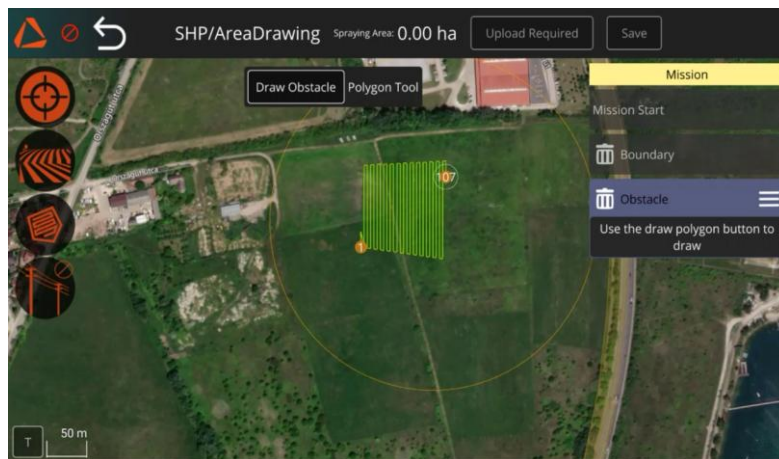 SHP/AreaDrawing
Spraying Area: 0.00 ha
Upload Required
Save
Draw Obstacle
Polygon Tool
Mission
Mission Start
Boundary
Obstacle
Use the draw polygon button to
draw
107
1
T
50 m